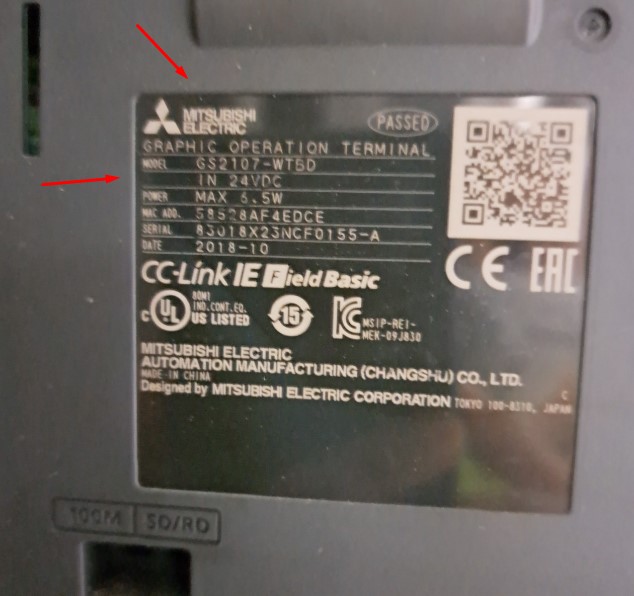 MITSUBISHI
ELECTRIC
PASSED
GRAPHIC OPERATION TERMINAL
MODEL GS2107-WTBD
IN 24VDC
POWER MAX 6.5W
MAC ADD. 58528AF4EDCE
SERIAL 83018X23NCF0155-A
DATE 2018-10
CC-Link IE Field Basic
CE EAC
C UL US LISTED
80M1
IND.CONT.EQ.
15
MSIP-REI-
MEK-09J830
MITSUBISHI ELECTRIC
AUTOMATION MANUFACTURING (CHANGSHU) CO., LTD.
MADE IN CHINA
C
Designed by MITSUBISHI ELECTRIC CORPORATION TOKYO 100-8310, JAPAN
100M SD/RD